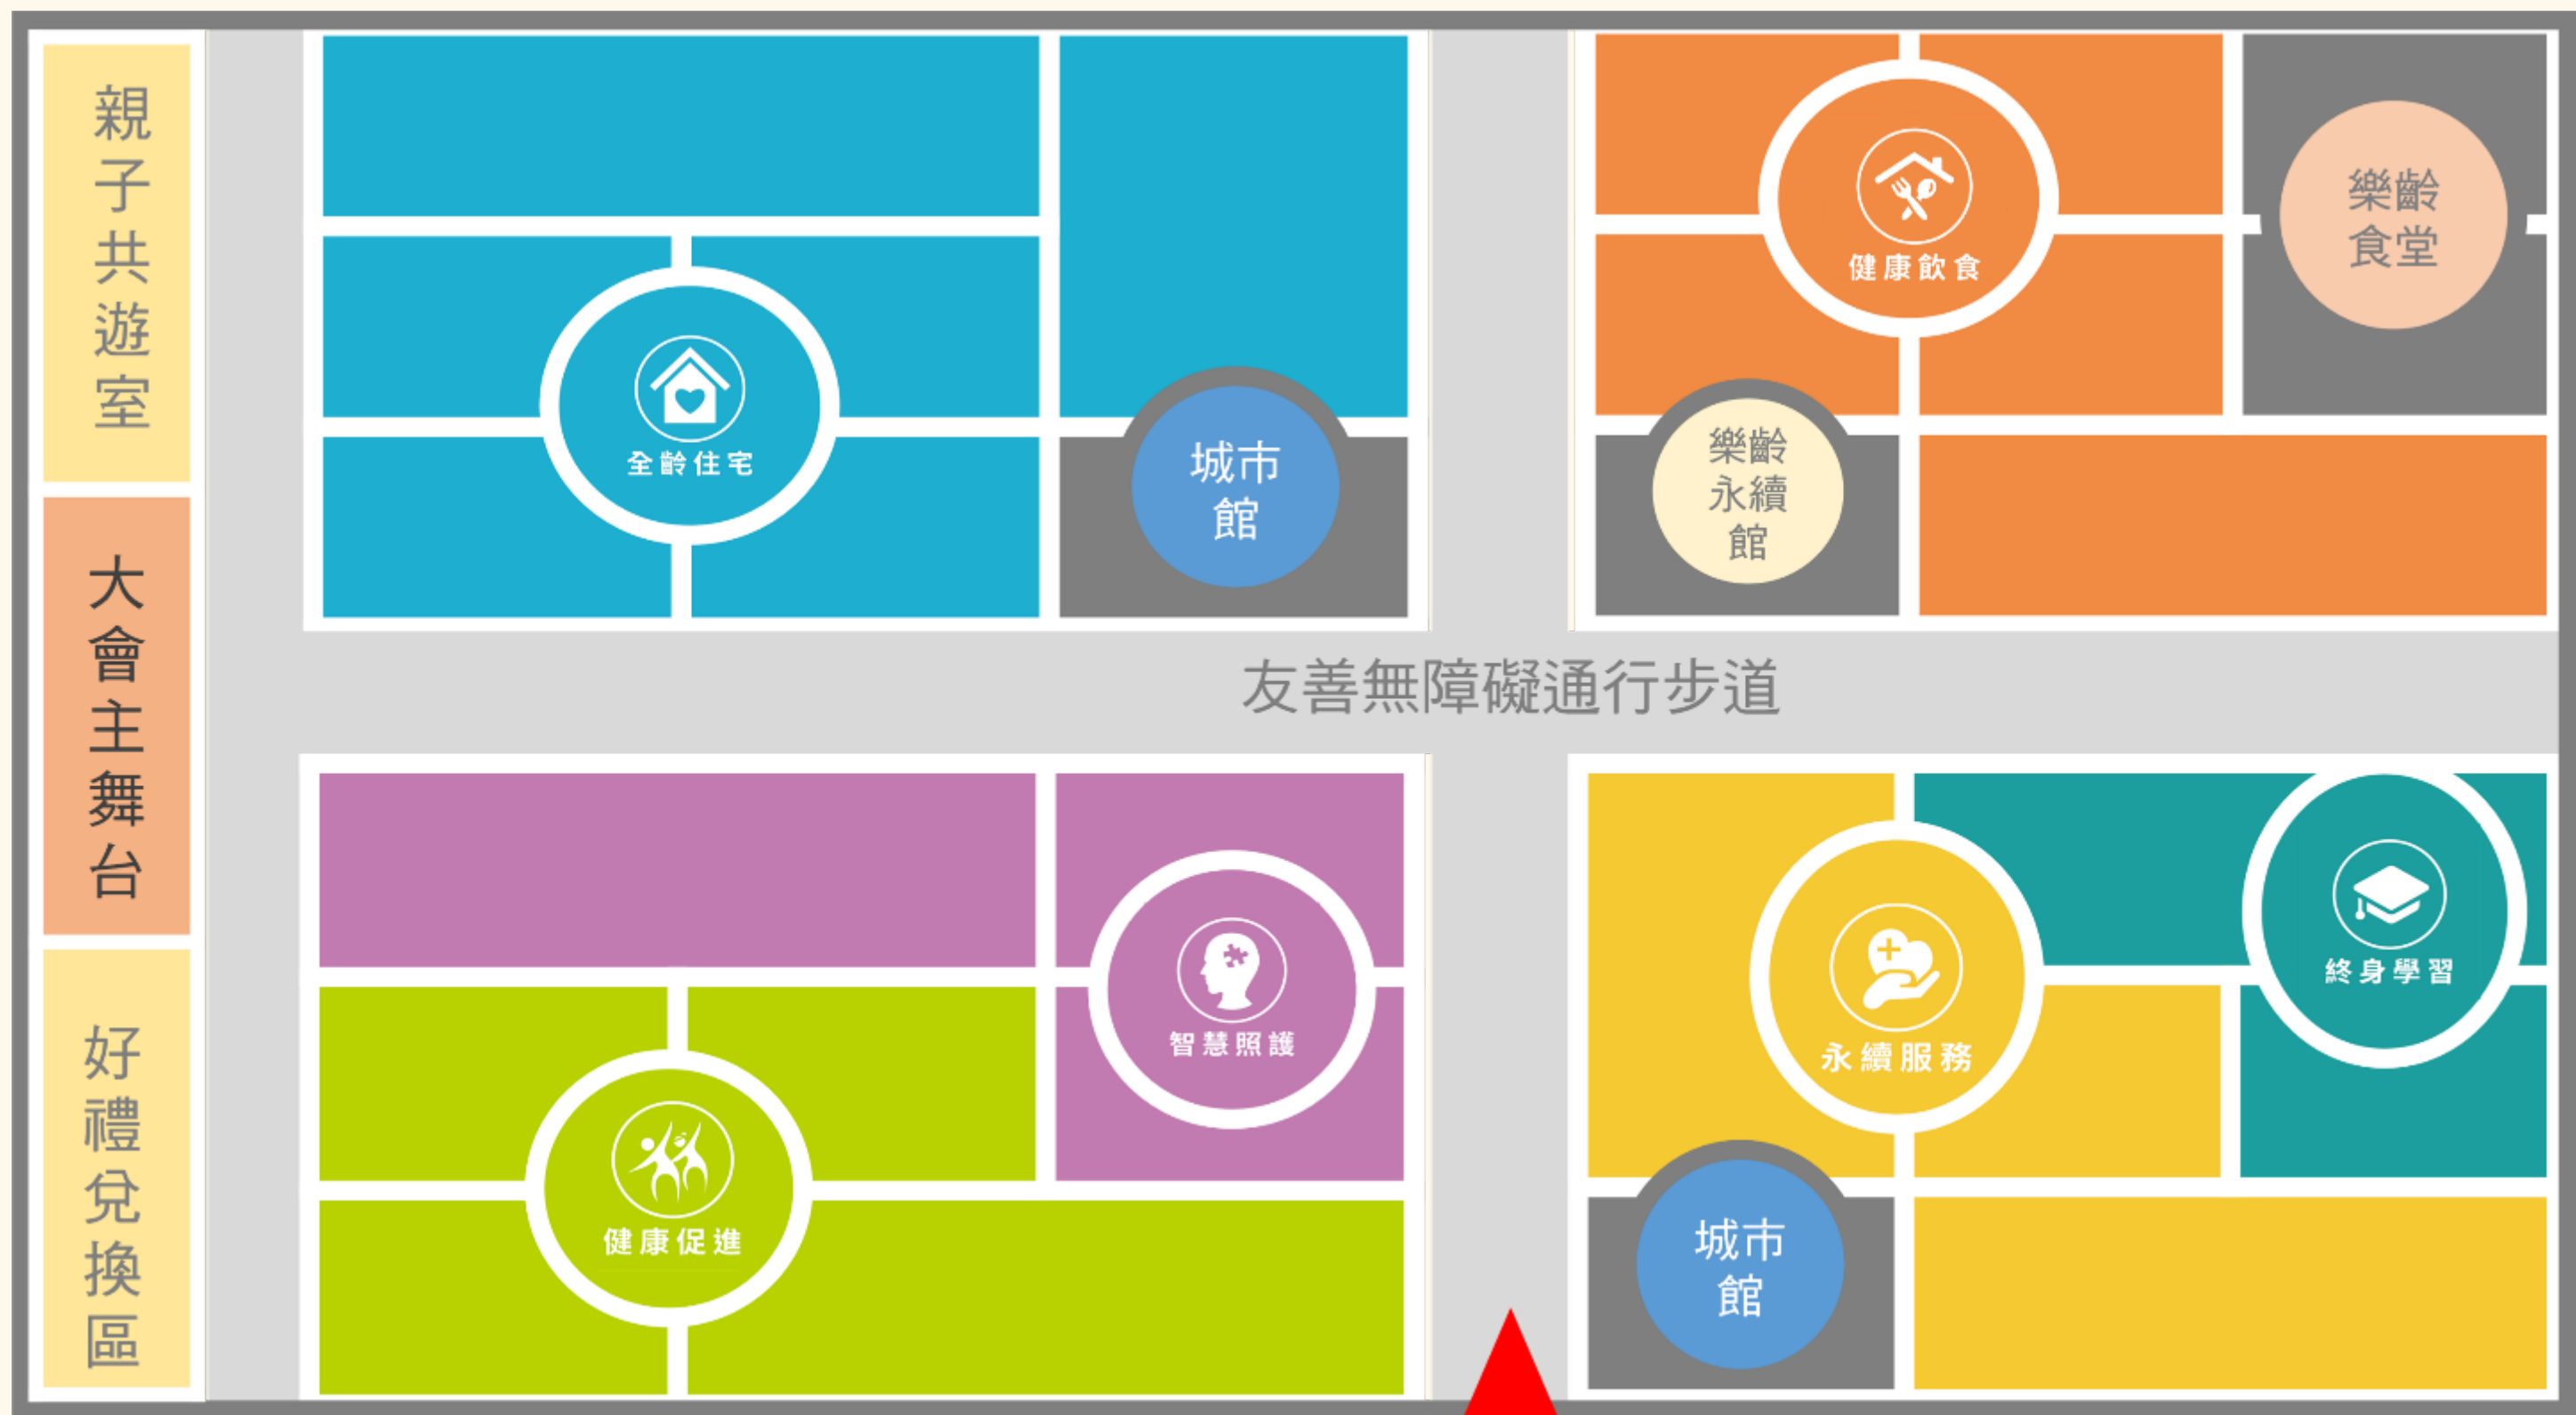 親子共遊室
大會主舞台
好禮兌換區
全齡住宅
城市
館
健康飲食
樂齡
食堂
樂齡
永續
館
友善無障礙通行步道
智慧照護
健康促進
永續服務
終身學習
城市
館